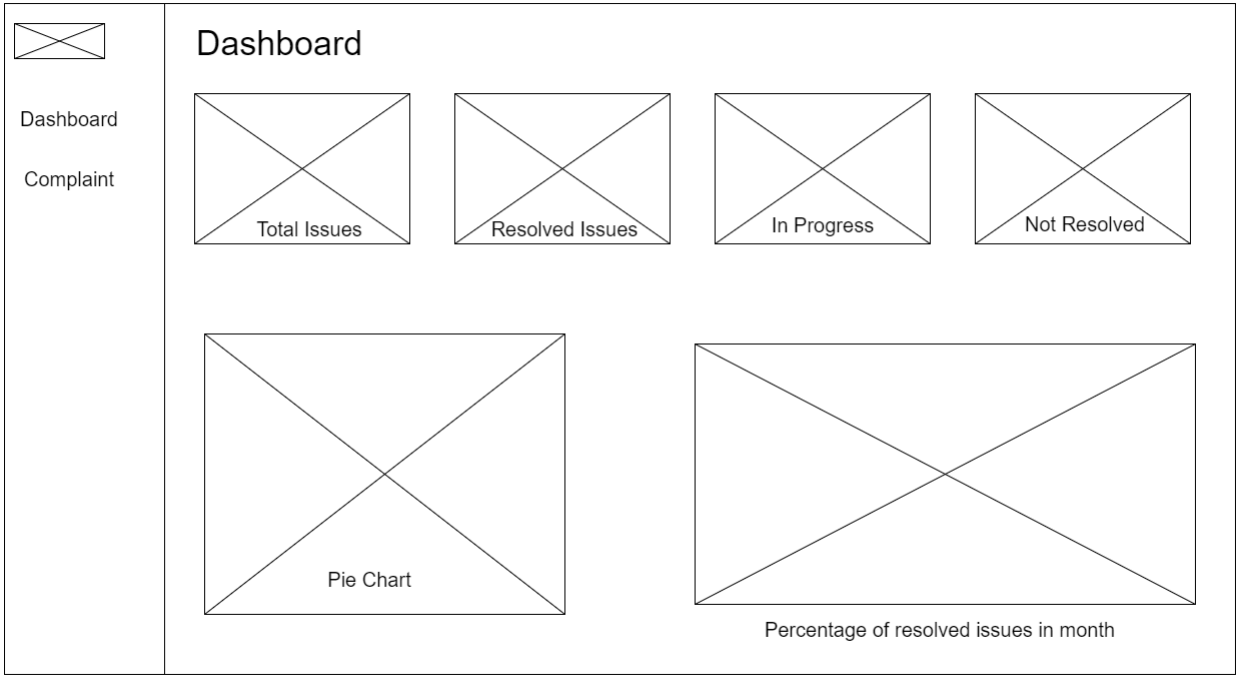 Dashboard
Complaint
Dashboard
Total Issues
Resolved Issues
In Progress
Not Resolved
Pie Chart
Percentage of resolved issues in month